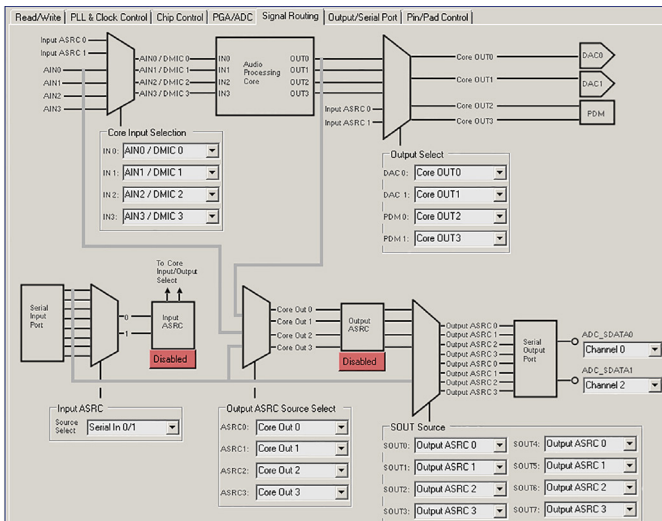 Read/Write PLL & Clock Control Chip Control PGA/ADC Signal Routing Output/Serial Port Pin/Pad Control
Input ASRC 0
Input ASRC 1
AIN0
AIN1
AIN2
AIN3
AIN0 / DMIC 0
AIN1 / DMIC 1
AIN2 / DMIC 2
AIN3 / DMIC 3
IN0
IN1
IN2
IN3
Audio
Processing
Core
OUT0
OUT1
OUT2
OUT3
Input ASRC 0
Input ASRC 1
Core OUT0
Core OUT1
Core OUT2
Core OUT3
DAC0
DAC1
PDM
Core Input Selection
IN 0: AIN0 / DMIC 0
IN 1: AIN1 / DMIC 1
IN 2: AIN2 / DMIC 2
IN3: AIN3 / DMIC 3
Output Select
DAC 0: Core OUT0
DAC 1: Core OUT1
PDM 0: Core OUT2
PDM 1: Core OUT3
Serial
Input
Port
0
1
To Core
Input/Output
Select
Input
ASRC
Disabled
Core Out 0
Core Out 1
Core Out 2
Core Out 3
Output
ASRC
Disabled
Output ASRC 0
Output ASRC 1
Output ASRC 2
Output ASRC 3
Output ASRC 0
Output ASRC 1
Output ASRC 2
Output ASRC 3
Serial
Output
Port
ADC_SDATA0
Channel 0
ADC_SDATA1
Channel 2
Input ASRC
Source
Select
Serial In 0/1
Output ASRC Source Select
ASRC0: Core Out 0
ASRC1: Core Out 1
ASRC2: Core Out 2
ASRC3: Core Out 3
SOUT Source
SOUT0: Output ASRC 0 SOUT4: Output ASRC 0
SOUT1: Output ASRC 1 SOUT5: Output ASRC 1
SOUT2: Output ASRC 2 SOUT6: Output ASRC 2
SOUT3: Output ASRC 3 SOUT7: Output ASRC 3